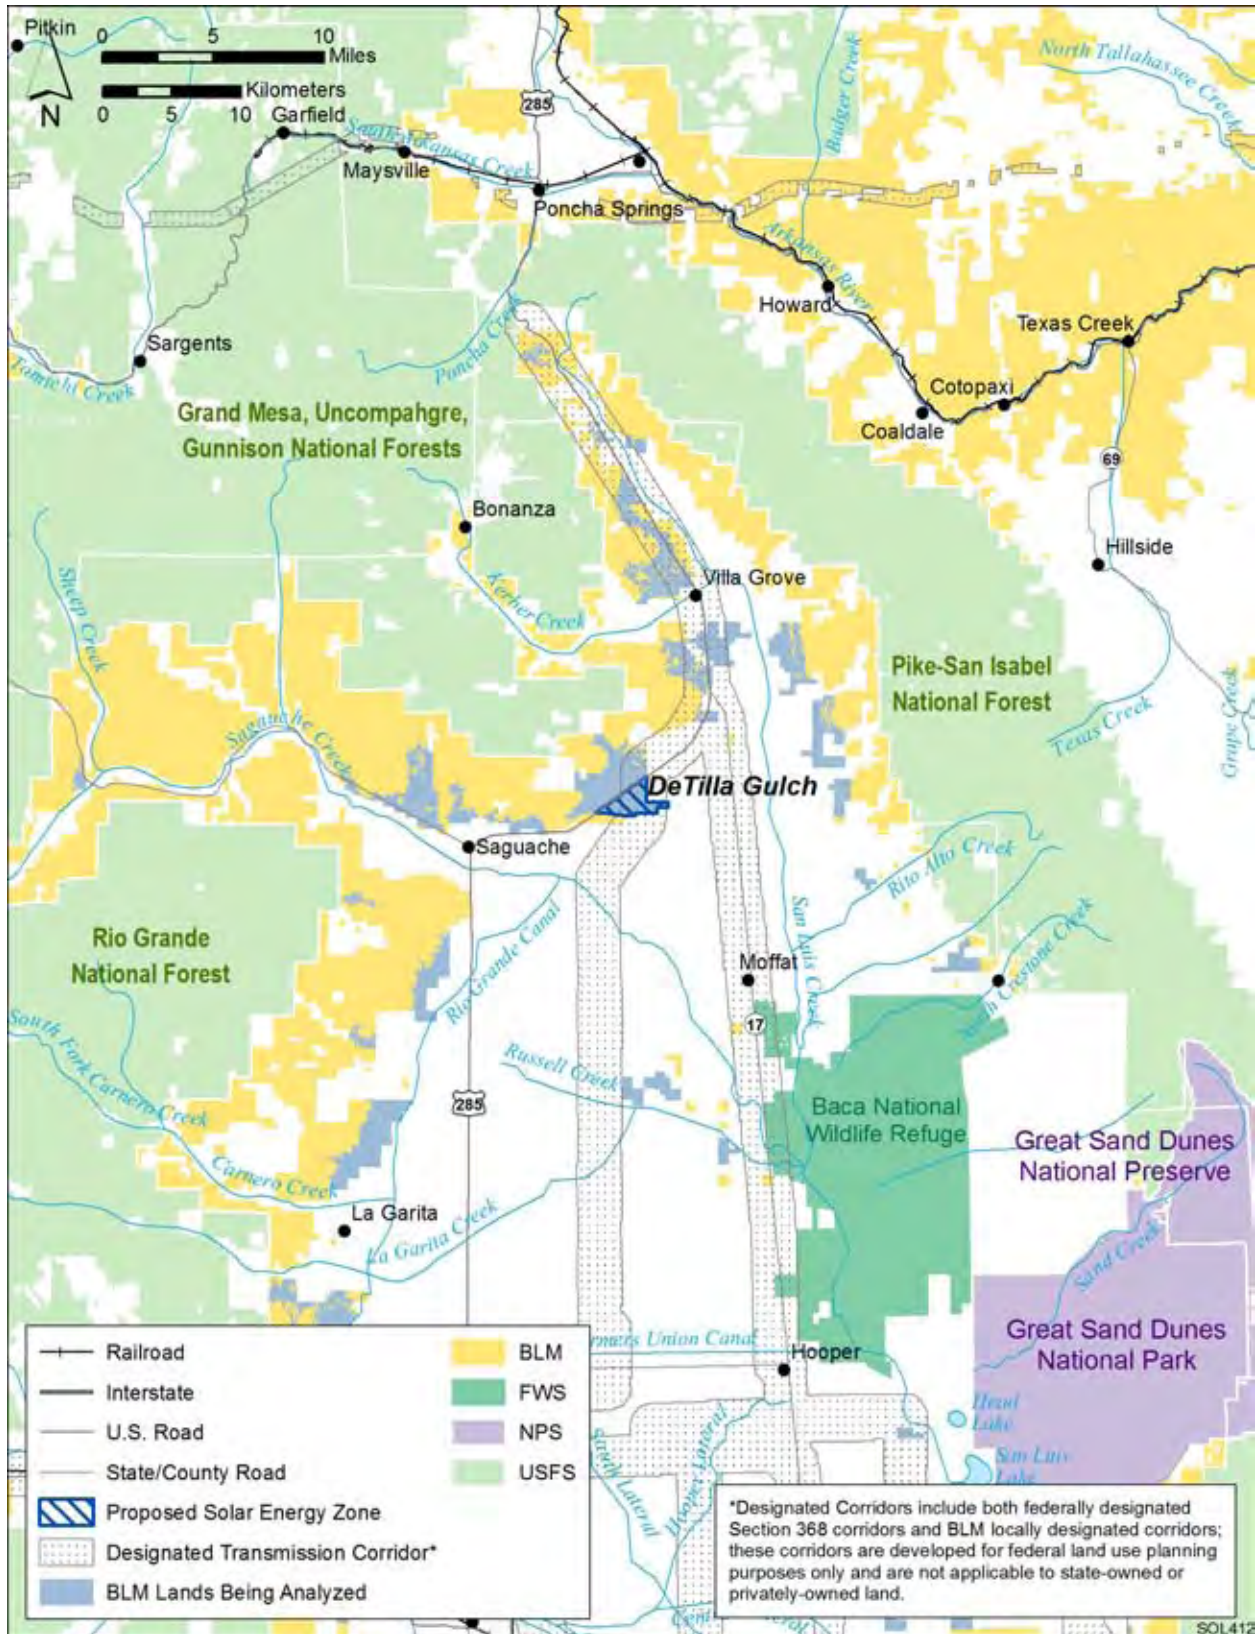 Pitkin
0 5 10
Miles
Kilometers
0 5 10
N
Garfield
South Arkansas Creek
Maysville
285
Poncha Springs
Badger Creek
North Tallahassee Creek
Arkansas River
Howard
Texas Creek
Cotopaxi
Coaldale
69
Hillside
Sargents
Tomichi Creek
Poncha Creek
Grand Mesa, Uncompahgre,
Gunnison National Forests
Bonanza
Kerber Creek
Villa Grove
Sheep Creek
Saguache Creek
Pike-San Isabel
National Forest
Texas Creek
Grape Creek
DeTilla Gulch
Saguache
Rito Alto Creek
San Luis Creek
Rio Grande
National Forest
Rio Grande Canal
Moffat
North Crestone Creek
17
South Fork Carnero Creek
Russell Creek
285
Baca National
Wildlife Refuge
Great Sand Dunes
National Preserve
Carnero Creek
La Garita
La Garita Creek
Sand Creek
Great Sand Dunes
National Park
rmers Union Canal
Hooper
Head
Lake
San Luis
Lake
Hooper Lateral
Lateral
Railroad
Interstate
U.S. Road
State/County Road
Proposed Solar Energy Zone
Designated Transmission Corridor*
BLM Lands Being Analyzed
BLM
FWS
NPS
USFS
*Designated Corridors include both federally designated
Section 368 corridors and BLM locally designated corridors;
these corridors are developed for federal land use planning
purposes only and are not applicable to state-owned or
privately-owned land.
SOL412